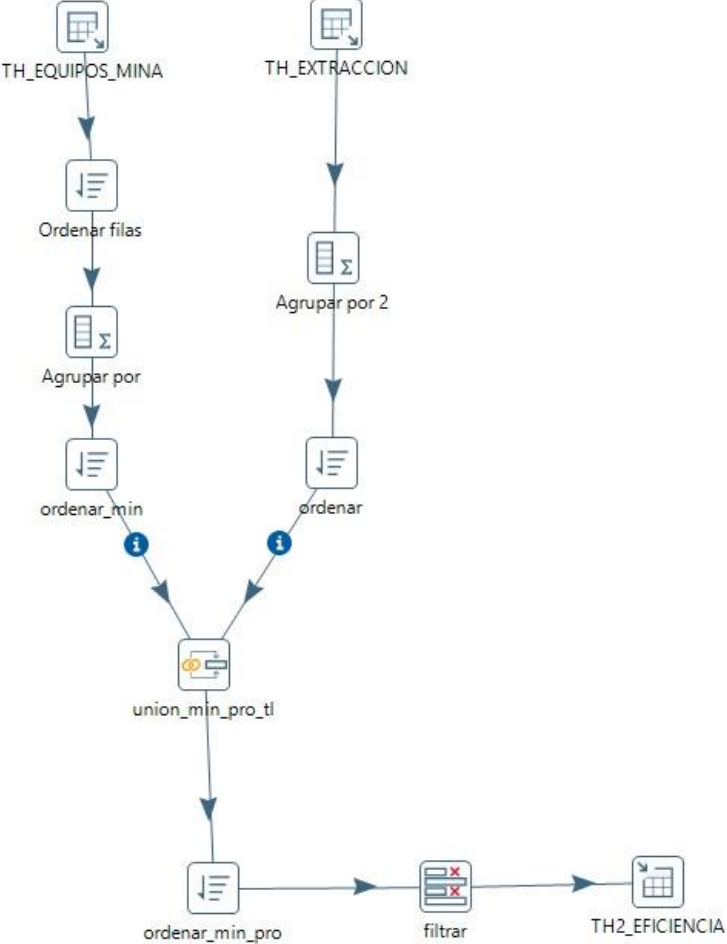 TH_EQUIPOS_MINA
TH_EXTRACCION
Ordenar filas
Agrupar por 2
Agrupar por
ordenar_min
ordenar
union_min_pro_tl
ordenar_min_pro
filtrar
TH2_EFICIENCIA